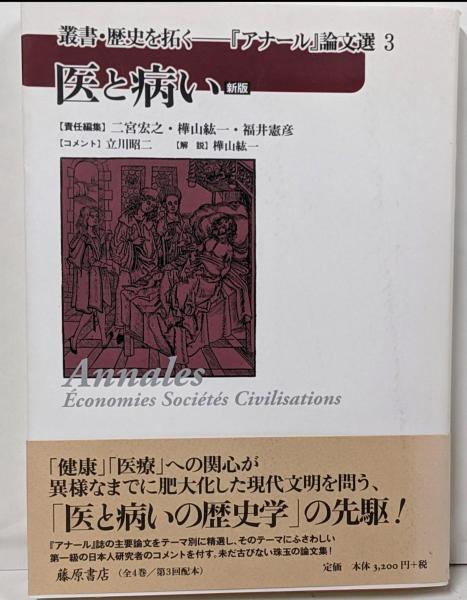 叢書・歴史を拓く──『アナール』論文選 3
医と病い 新版
【責任編集】二宮宏之・樺山紘一・福井憲彦
【コメント】立川昭二 【解 説】樺山紘一
Annales
Économies Sociétés Civilisations
「健康」「医療」への関心が
異様なまでに肥大化した現代文明を問う、
「医と病いの歴史学」の先駆!
『アナール』誌の主要論文をテーマ別に精選し、そのテーマにふさわしい
第一級の日本人研究者のコメントを付す。未だ古びない珠玉の論文集!
藤原書店 (全4巻/第3回配本) 定価 本体 3,200円+税